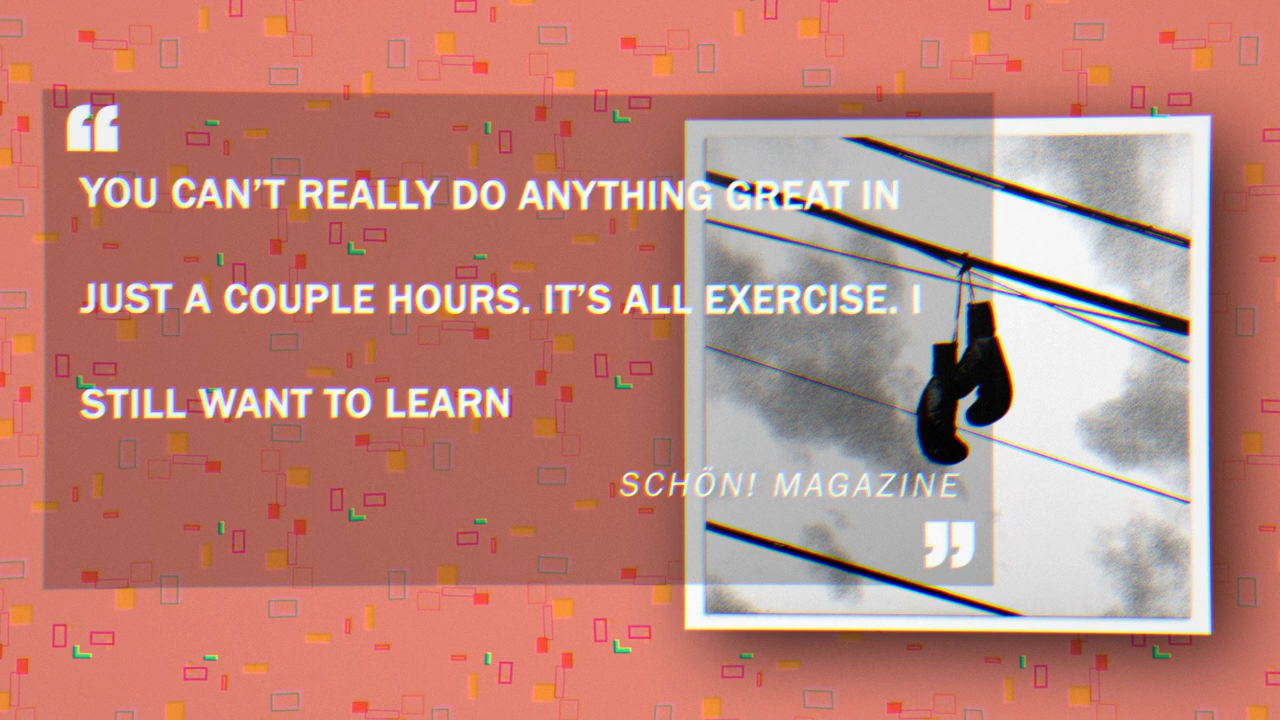 “
YOU CAN’T REALLY DO ANYTHING GREAT IN
JUST A COUPLE HOURS. IT’S ALL EXERCISE. I
STILL WANT TO LEARN
SCHÖN! MAGAZINE
”